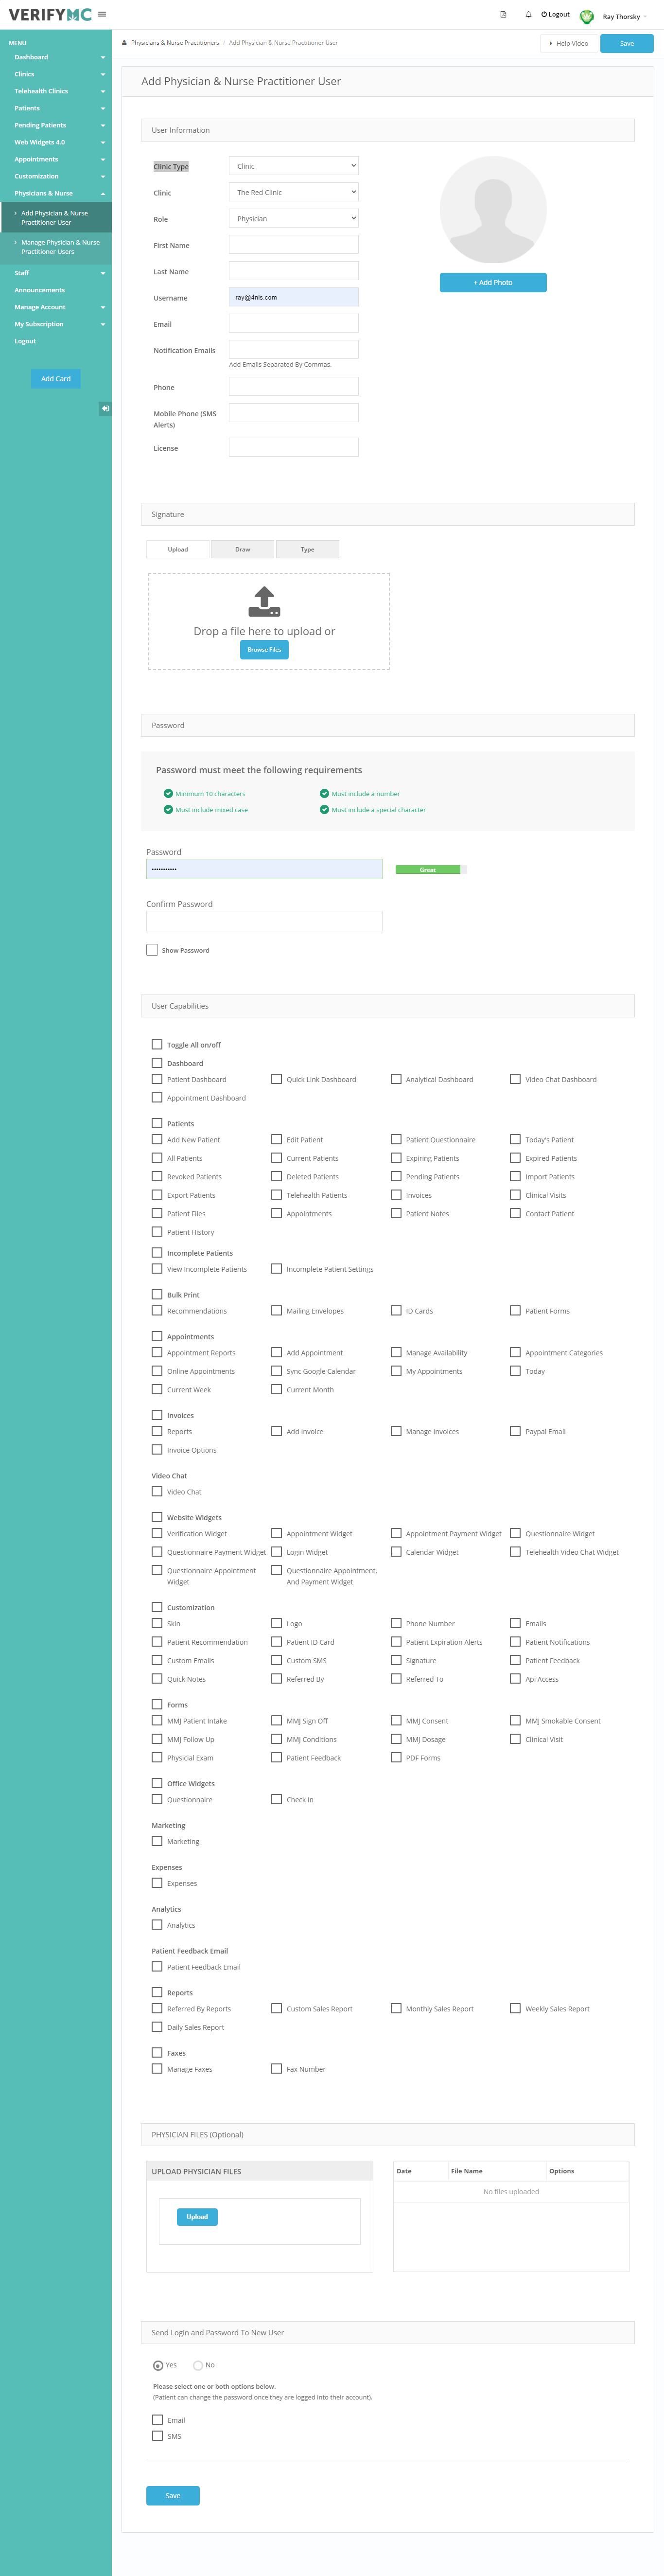 VERIFYMC
Logout
Ray Thorsky
MENU
Dashboard
Clinics
Telehealth Clinics
Patients
Pending Patients
Web Widgets 4.0
Appointments
Customization
Physicians & Nurse
Add Physician & Nurse
Practitioner User
Manage Physician & Nurse
Practitioner Users
Staff
Announcements
Manage Account
My Subscription
Logout
Add Card
Physicians & Nurse Practitioners / Add Physician & Nurse Practitioner User
Help Video
Save
Add Physician & Nurse Practitioner User
User Information
Clinic Type
Clinic
Clinic
The Red Clinic
Role
Physician
First Name
Last Name
Username
ray@4nls.com
Email
Notification Emails
Add Emails Separated By Commas.
Phone
Mobile Phone (SMS
Alerts)
License
+ Add Photo
Signature
Upload
Draw
Type
Drop a file here to upload or
Browse Files
Password
Password must meet the following requirements
Minimum 10 characters
Must include a number
Must include mixed case
Must include a special character
Password
Great
Confirm Password
Show Password
User Capabilities
Toggle All on/off
Dashboard
Patient Dashboard
Quick Link Dashboard
Analytical Dashboard
Video Chat Dashboard
Appointment Dashboard
Patients
Add New Patient
Edit Patient
Patient Questionnaire
Today's Patient
All Patients
Current Patients
Expiring Patients
Expired Patients
Revoked Patients
Deleted Patients
Pending Patients
Import Patients
Export Patients
Telehealth Patients
Invoices
Clinical Visits
Patient Files
Appointments
Patient Notes
Contact Patient
Patient History
Incomplete Patients
View Incomplete Patients
Incomplete Patient Settings
Bulk Print
Recommendations
Mailing Envelopes
ID Cards
Patient Forms
Appointments
Appointment Reports
Add Appointment
Manage Availability
Appointment Categories
Online Appointments
Sync Google Calendar
My Appointments
Today
Current Week
Current Month
Invoices
Reports
Add Invoice
Manage Invoices
Paypal Email
Invoice Options
Video Chat
Video Chat
Website Widgets
Verification Widget
Appointment Widget
Appointment Payment Widget
Questionnaire Widget
Questionnaire Payment Widget
Login Widget
Calendar Widget
Telehealth Video Chat Widget
Questionnaire Appointment
Widget
Questionnaire Appointment,
And Payment Widget
Customization
Skin
Logo
Phone Number
Emails
Patient Recommendation
Patient ID Card
Patient Expiration Alerts
Patient Notifications
Custom Emails
Custom SMS
Signature
Patient Feedback
Quick Notes
Referred By
Referred To
Api Access
Forms
MMJ Patient Intake
MMJ Sign Off
MMJ Consent
MMJ Smokable Consent
MMJ Follow Up
MMJ Conditions
MMJ Dosage
Clinical Visit
Physicial Exam
Patient Feedback
PDF Forms
Office Widgets
Questionnaire
Check In
Marketing
Marketing
Expenses
Expenses
Analytics
Analytics
Patient Feedback Email
Patient Feedback Email
Reports
Referred By Reports
Custom Sales Report
Monthly Sales Report
Weekly Sales Report
Daily Sales Report
Faxes
Manage Faxes
Fax Number
PHYSICIAN FILES (Optional)
UPLOAD PHYSICIAN FILES
Upload
Date
File Name
Options
No files uploaded
Send Login and Password To New User
Yes
No
Please select one or both options below.
(Patient can change the password once they are logged into their account).
Email
SMS
Save